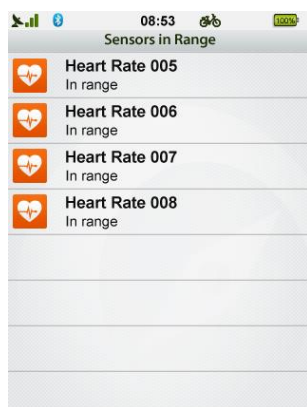 08:53
100%
Sensors in Range
Heart Rate 005
In range
Heart Rate 006
In range
Heart Rate 007
In range
Heart Rate 008
In range